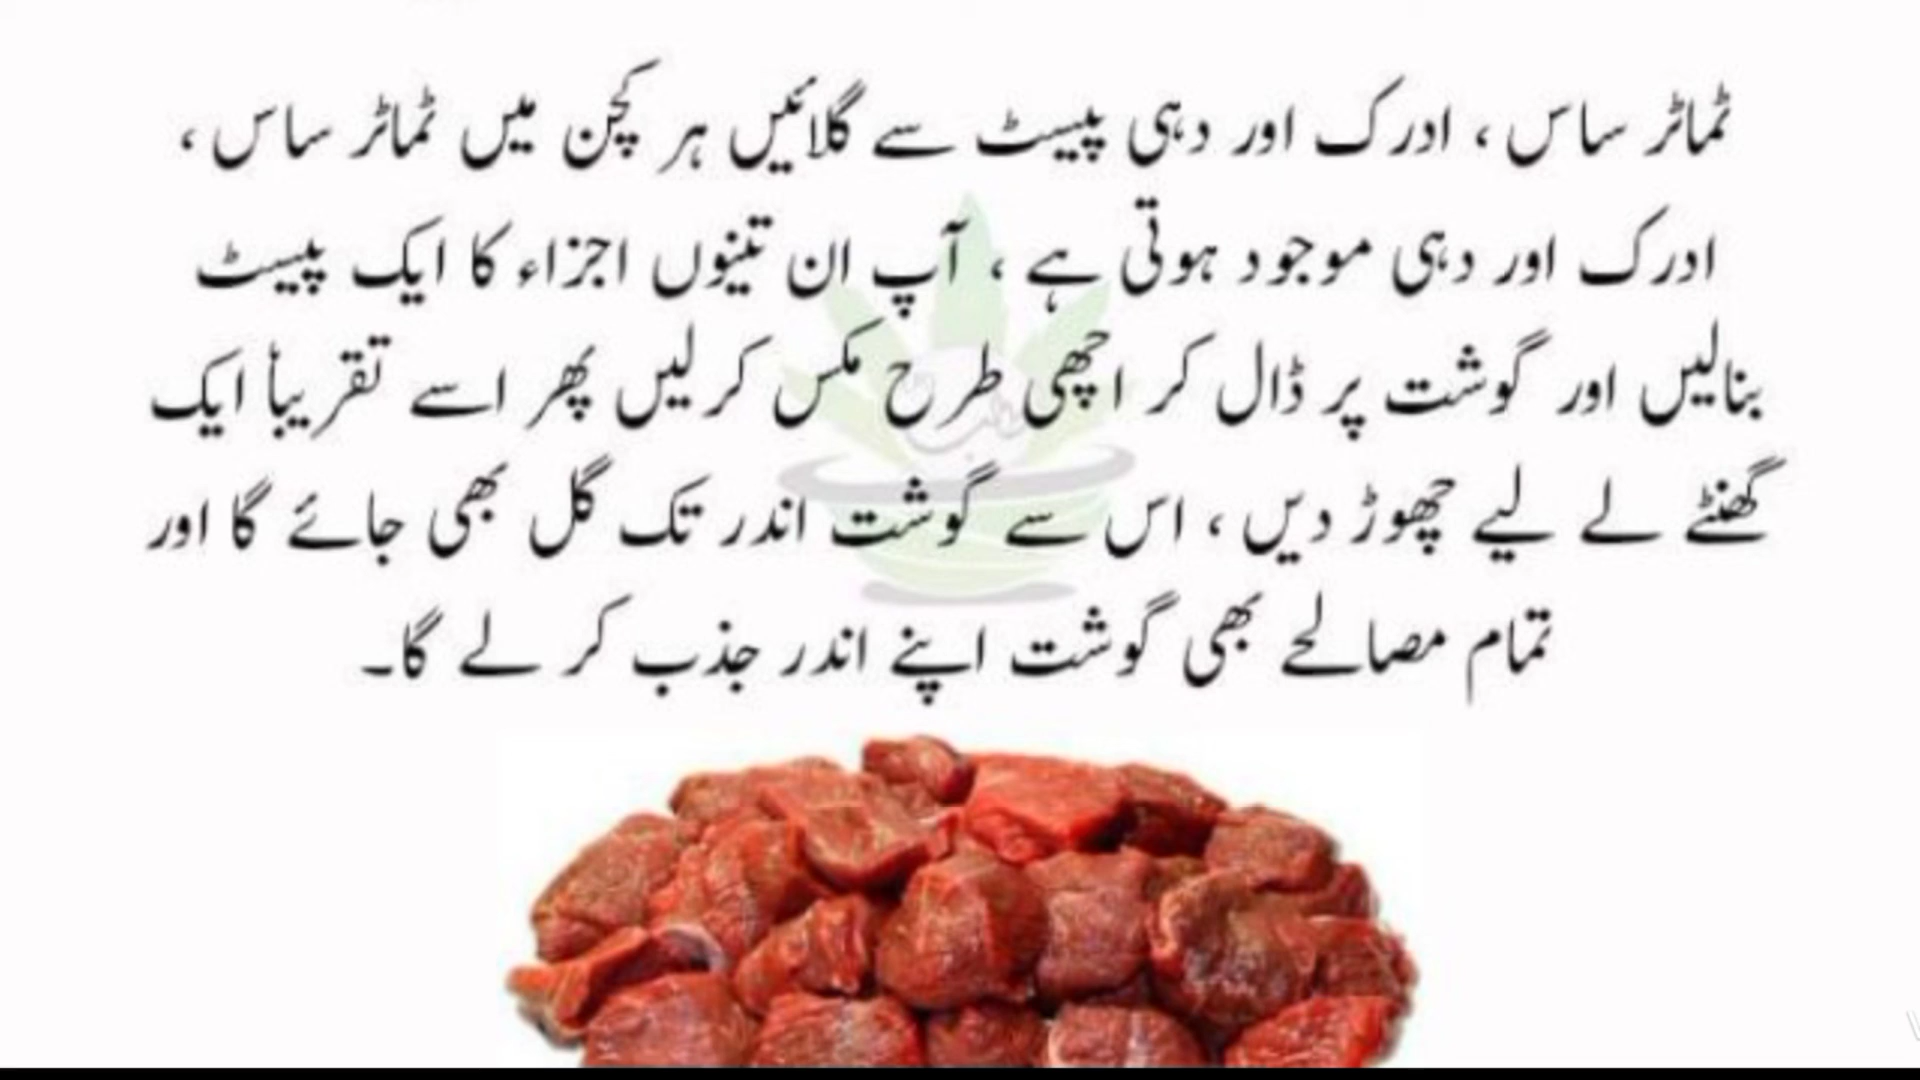 ٹماٹر ساس ، ادرک اور دہی پیسٹ سے گلائیں ہر کچن میں ٹماٹر ساس ،
ادرک اور دہی موجود ہوتی ہے ، آپ ان تینوں اجزاء کا ایک پیسٹ
بنالیں اور گوشت پر ڈال کر اچھی طرح مکس کرلیں پھر اسے تقریباً ایک
گھنٹے لے لیے چھوڑ دیں ، اس سے گوشت اندر تک گل بھی جائے گا اور
تمام مصالحے بھی گوشت اپنے اندر جذب کر لے گا۔